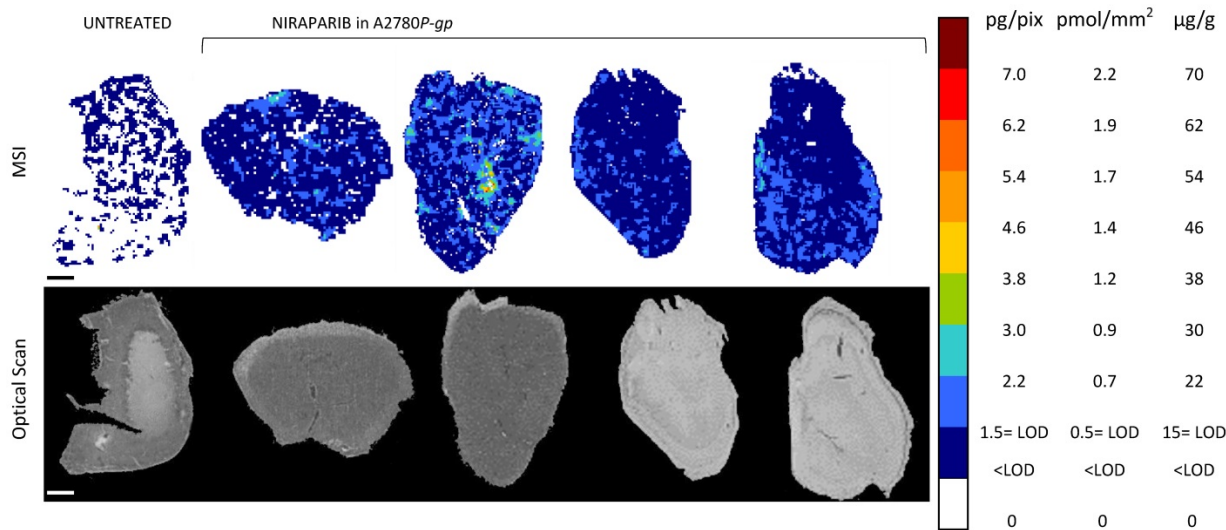 UNTREATED
NIRAPARIB in A2780P-gp
MSI
Optical Scan
pg/pix pmol/mm² µg/g
7.0 2.2 70
6.2 1.9 62
5.4 1.7 54
4.6 1.4 46
3.8 1.2 38
3.0 0.9 30
2.2 0.7 22
1.5= LOD 0.5= LOD 15= LOD
<LOD <LOD <LOD
0 0 0